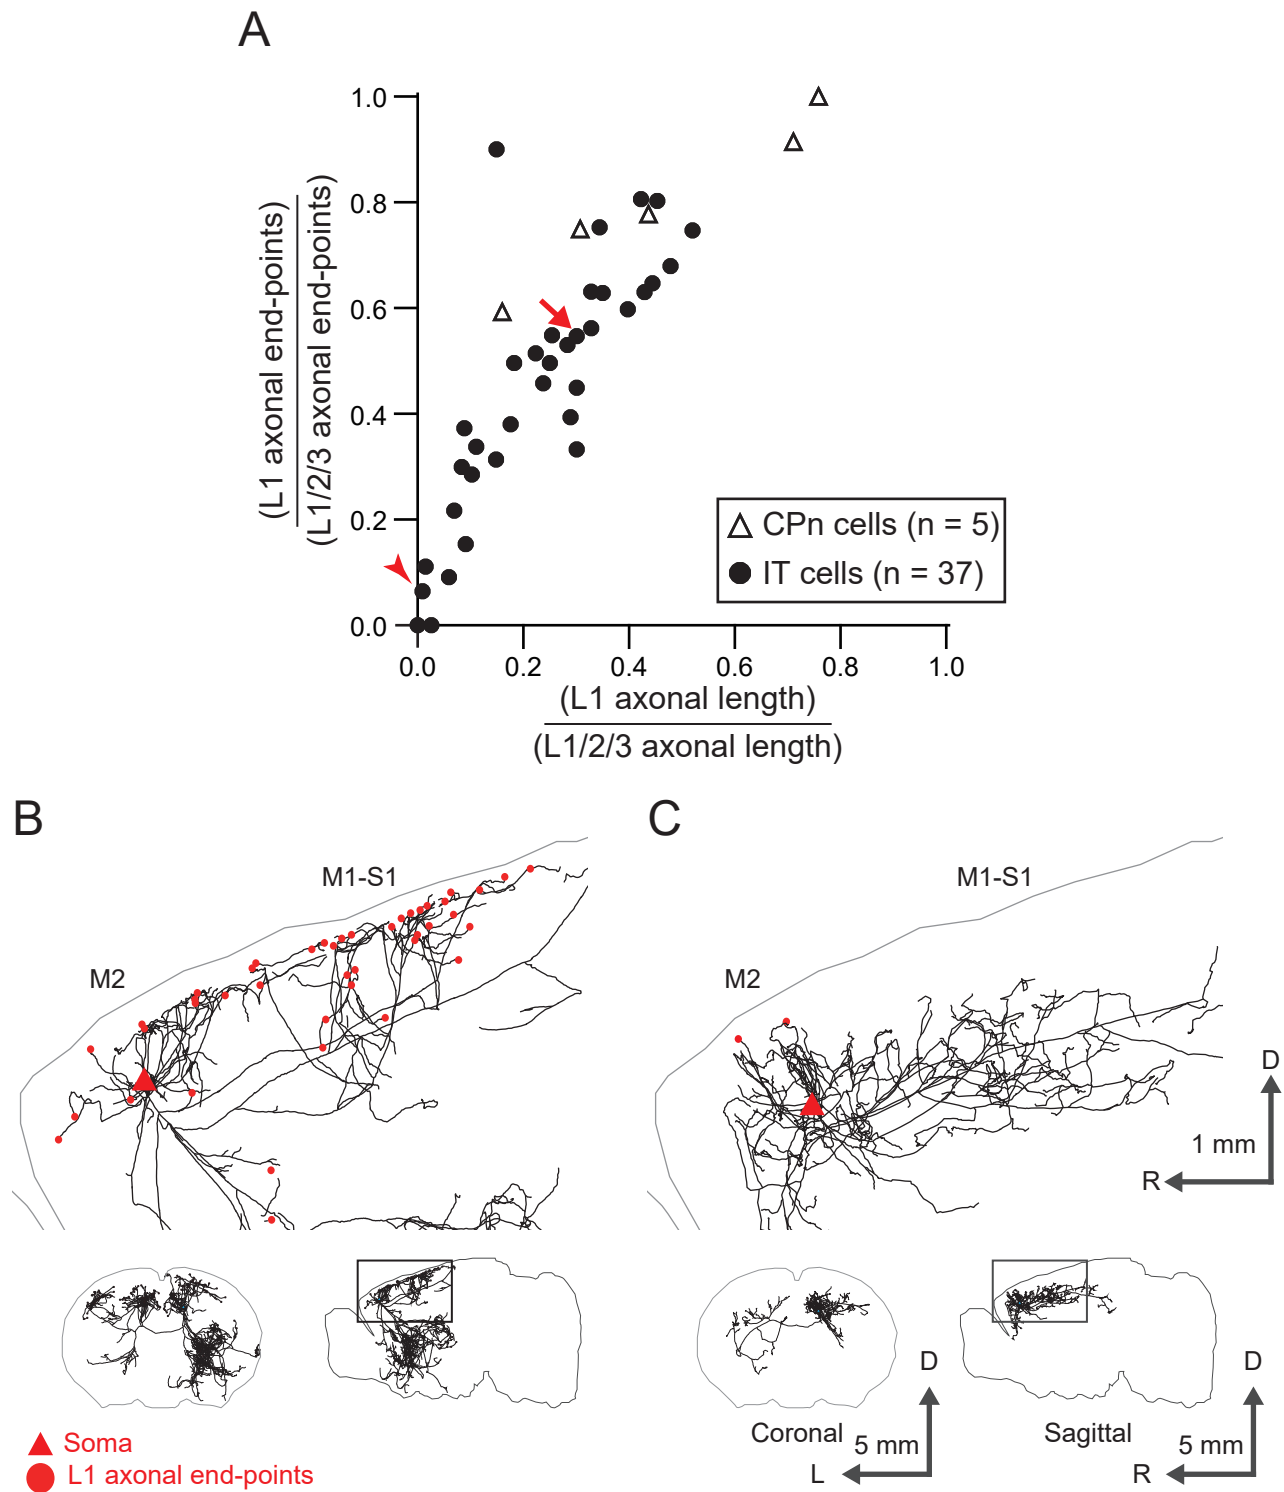 A
1.0
0.8
0.6
0.4
0.2
0.0
(L1 axonal end-points)
(L1/2/3 axonal end-points)
△ CPn cells (n = 5)
● IT cells (n = 37)
0.0 0.2 0.4 0.6 0.8 1.0
(L1 axonal length)
(L1/2/3 axonal length)
B
M1-S1
M2
C
M1-S1
M2
D
1 mm
R
Soma
L1 axonal end-points
Coronal
D
5 mm
L
Sagittal
D
5 mm
R